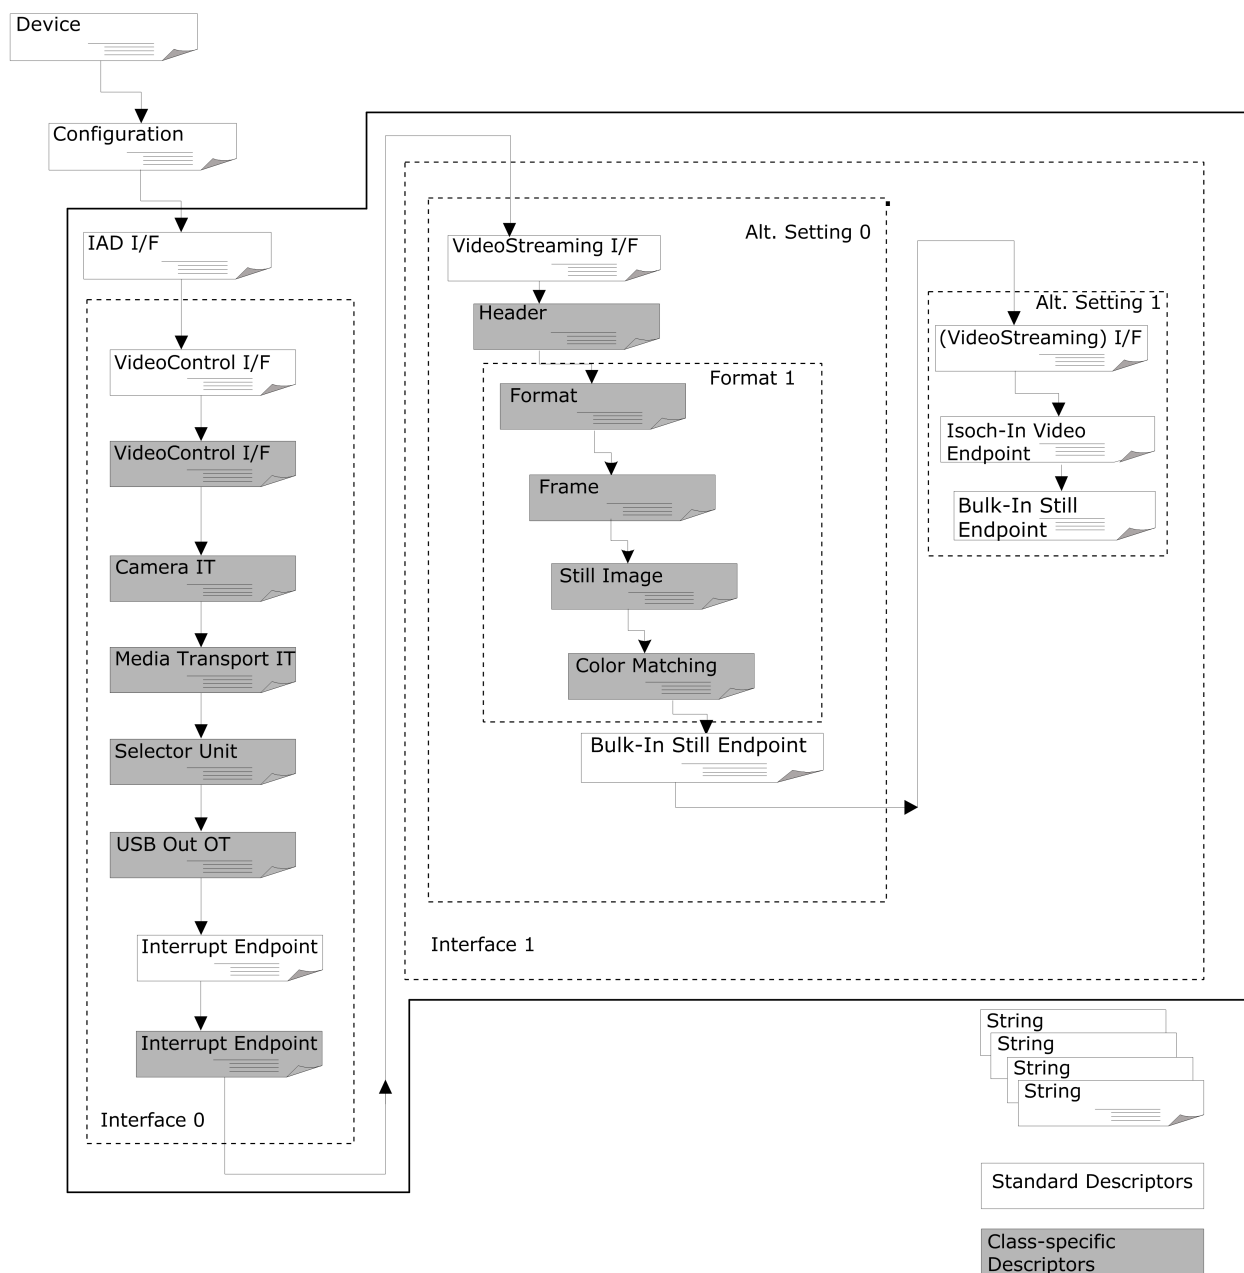 Device
Configuration
IAD I/F
VideoControl I/F
VideoControl I/F
Camera IT
Media Transport IT
Selector Unit
USB Out OT
Interrupt Endpoint
Interrupt Endpoint
Interface 0
VideoStreaming I/F
Alt. Setting 0
Header
Format 1
Format
Frame
Still Image
Color Matching
Bulk-In Still Endpoint
Interface 1
Alt. Setting 1
(VideoStreaming) I/F
Isoch-In Video
Endpoint
Bulk-In Still
Endpoint
String
String
String
String
Standard Descriptors
Class-specific
Descriptors